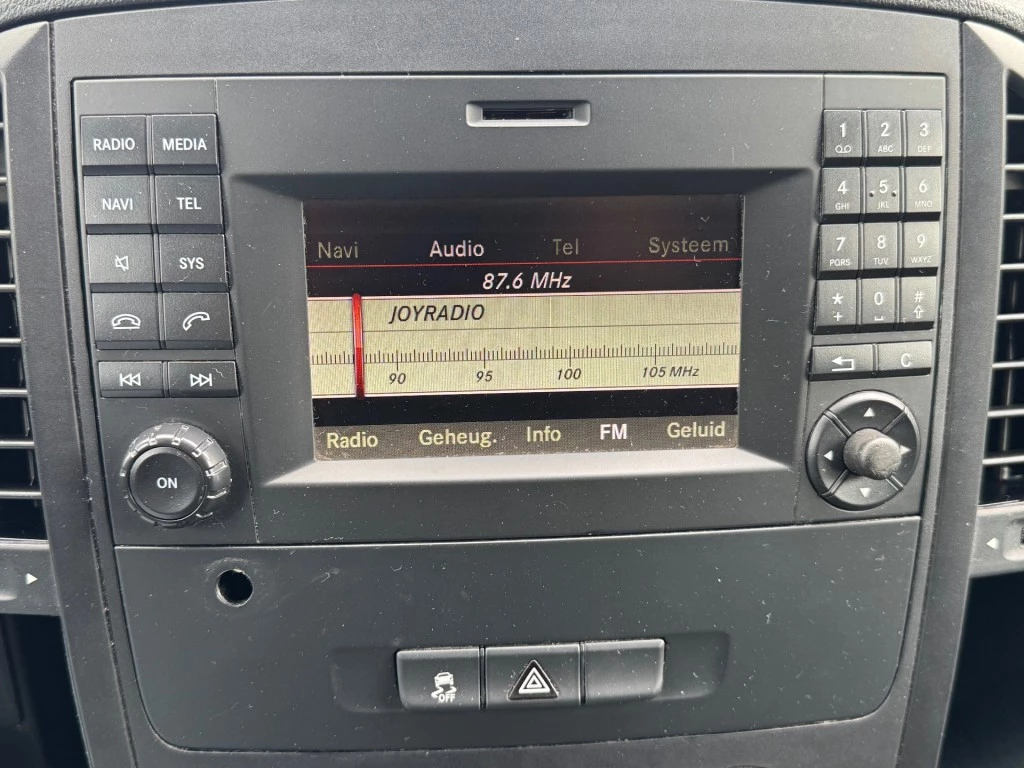 RADIO MEDIA
NAVI TEL
SYS
ON
Navi Audio Tel Systeem
87.6 MHz
JOYRADIO
90 95 100 105 MHz
Radio Geheug. Info FM Geluid
1 2 ABC 3 DEF
4 GHI 5 JKL 6 MNO
7 PQRS 8 TUV 9 WXYZ
* + 0 #
C
OFF